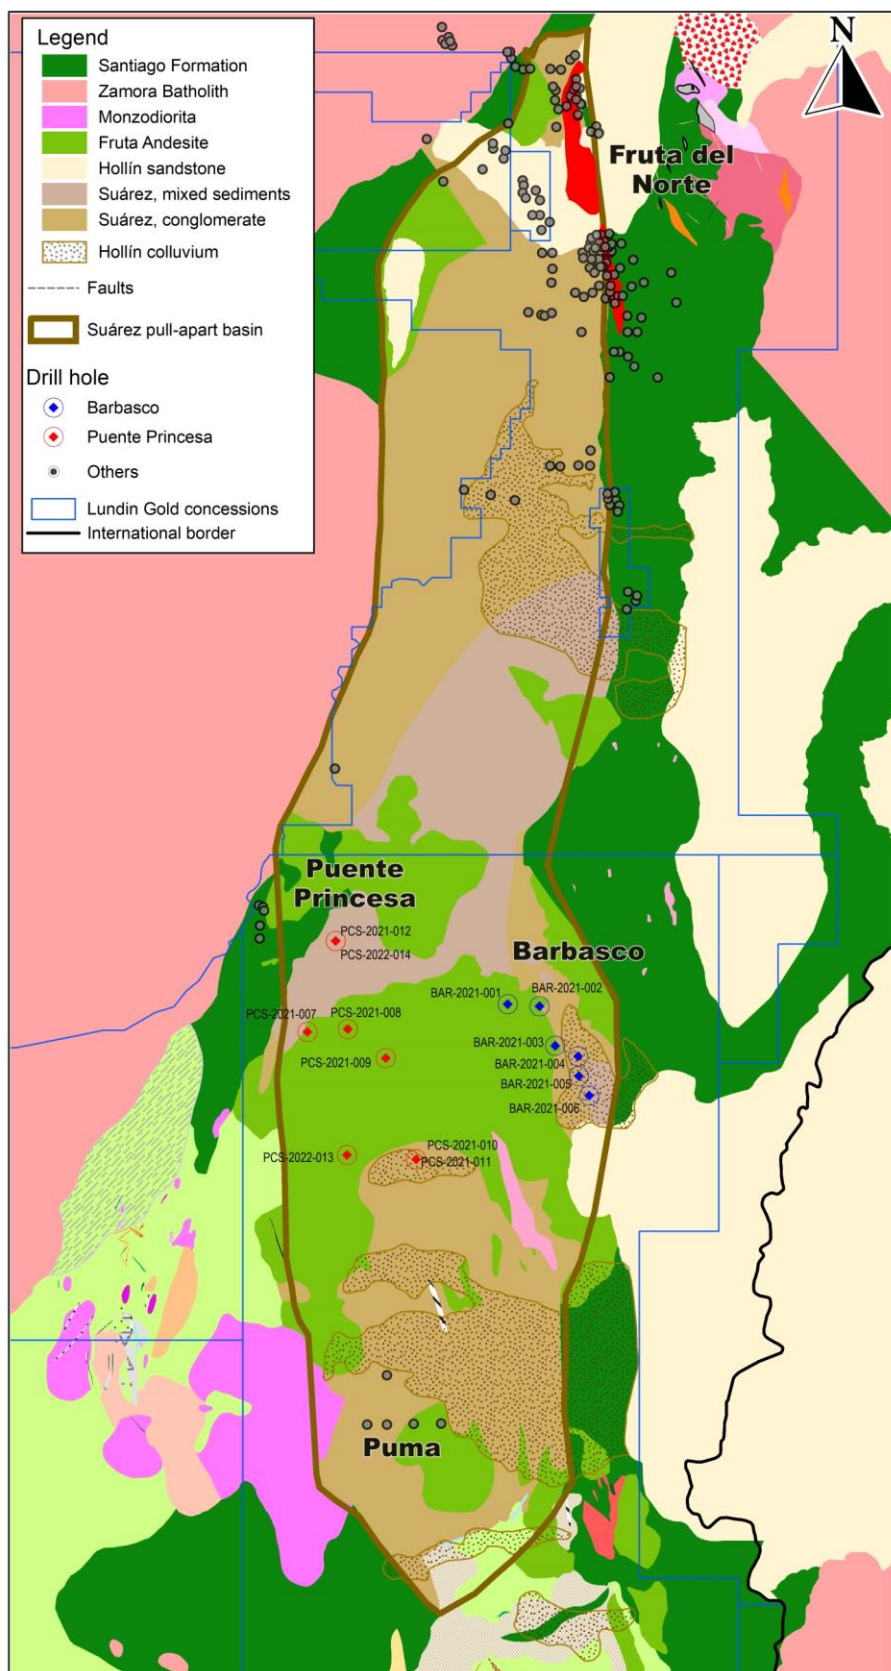 Legend
Santiago Formation
Zamora Batholith
Monzodiorita
Fruta Andesite
Hollín sandstone
Suárez, mixed sediments
Suárez, conglomerate
Hollín colluvium
Faults
Suárez pull-apart basin
Drill hole
Barbasco
Puente Princesa
Others
Lundin Gold concessions
International border
N
Fruta del
Norte
Puente
Princesa
PCS-2021-012
PCS-2022-014
Barbasco
BAR-2021-001
BAR-2021-002
PCS-2021-007
PCS-2021-008
BAR-2021-003
PCS-2021-009
BAR-2021-004
BAR-2021-005
BAR-2021-006
PCS-2021-010
PCS-2022-013
PCS-2021-011
Puma